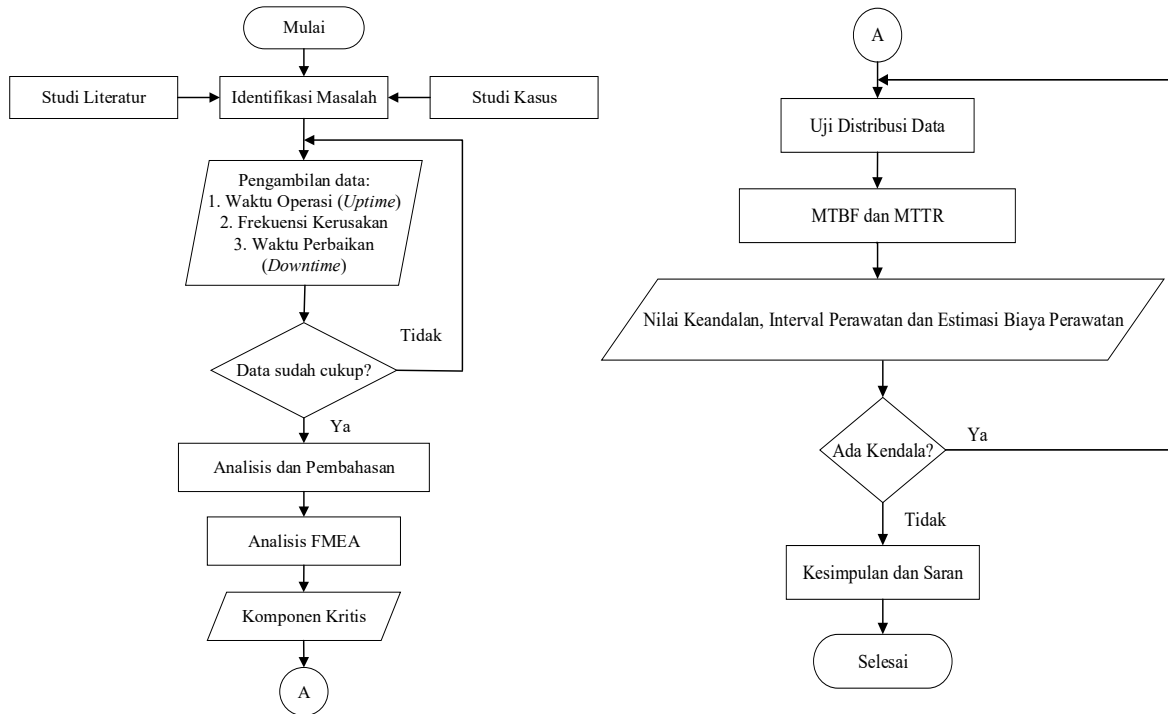 Mulai
Studi Literatur
Identifikasi Masalah
Studi Kasus
Pengambilan data:
1. Waktu Operasi (Uptime)
2. Frekuensi Kerusakan
3. Waktu Perbaikan
(Downtime)
Tidak
Data sudah cukup?
Ya
Analisis dan Pembahasan
Analisis FMEA
Komponen Kritis
A
A
Uji Distribusi Data
MTBF dan MTTR
Nilai Keandalan, Interval Perawatan dan Estimasi Biaya Perawatan
Ada Kendala?
Ya
Tidak
Kesimpulan dan Saran
Selesai